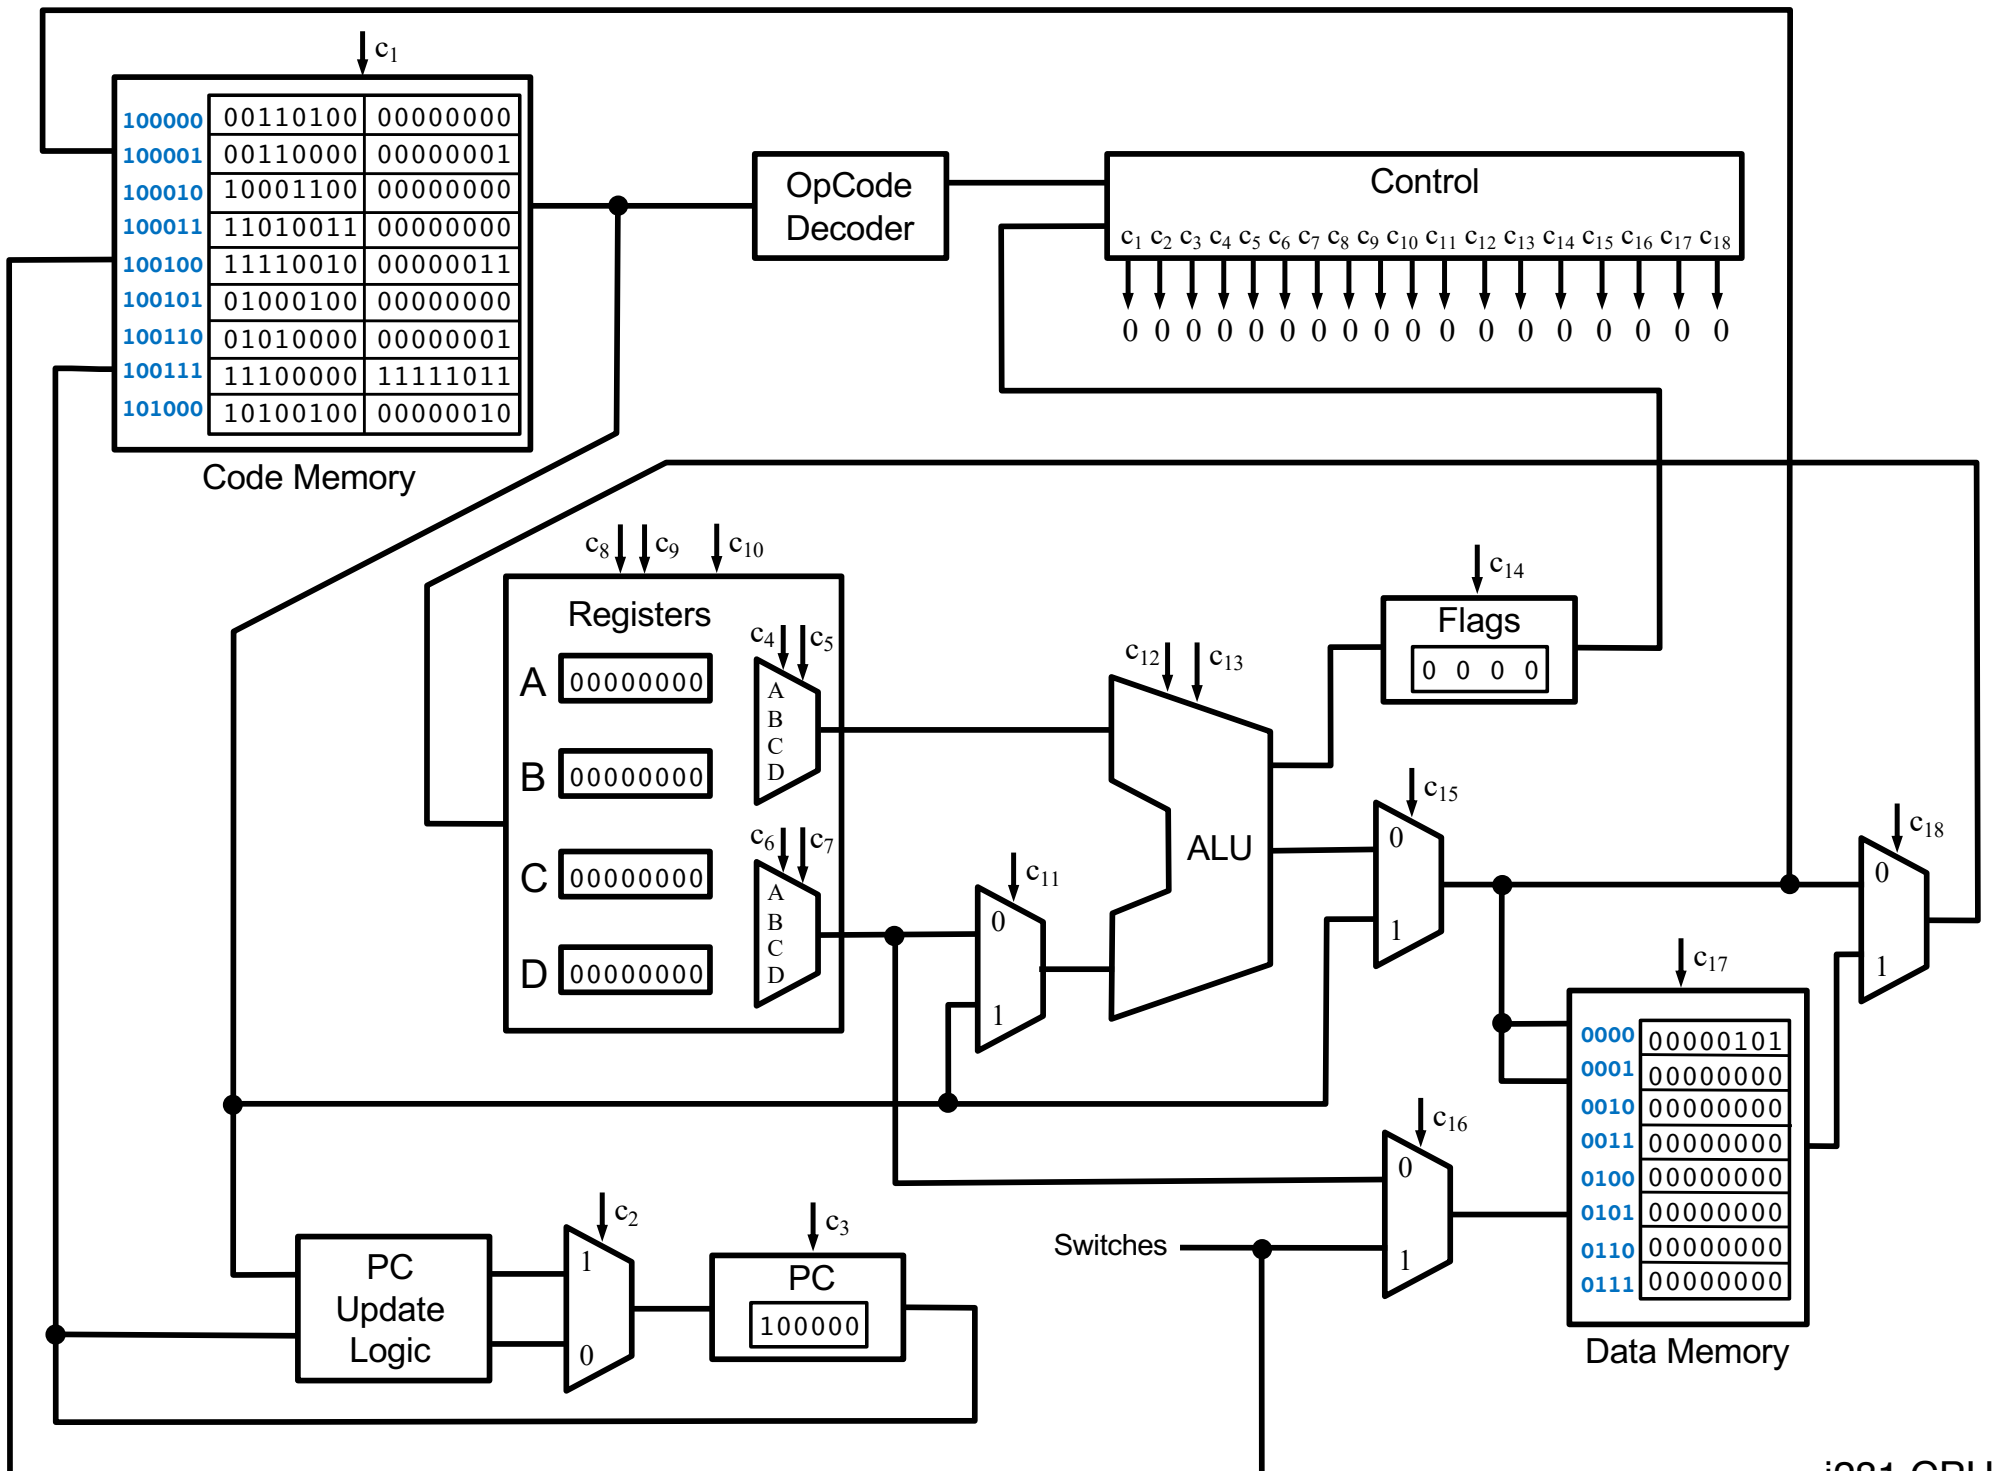 c1
100000 00110100 00000000
100001 00110000 00000001
100010 10001100 00000000
100011 11010011 00000000
100100 11110010 00000011
100101 01000100 00000000
100110 01010000 00000001
100111 11100000 11111011
101000 10100100 00000010
Code Memory
OpCode
Decoder
Control
c1 c2 c3 c4 c5 c6 c7 c8 c9 c10 c11 c12 c13 c14 c15 c16 c17 c18
0 0 0 0 0 0 0 0 0 0 0 0 0 0 0 0 0 0
c8 c9 c10
Registers
A 00000000
B 00000000
C 00000000
D 00000000
c4 c5
A
B
C
D
c6 c7
A
B
C
D
c11
0
1
c12 c13
ALU
c14
Flags
0 0 0 0
c15
0
1
c18
0
1
c17
0000 00000101
0001 00000000
0010 00000000
0011 00000000
0100 00000000
0101 00000000
0110 00000000
0111 00000000
Data Memory
c16
0
1
Switches
PC
Update
Logic
c2
1
0
c3
PC
100000